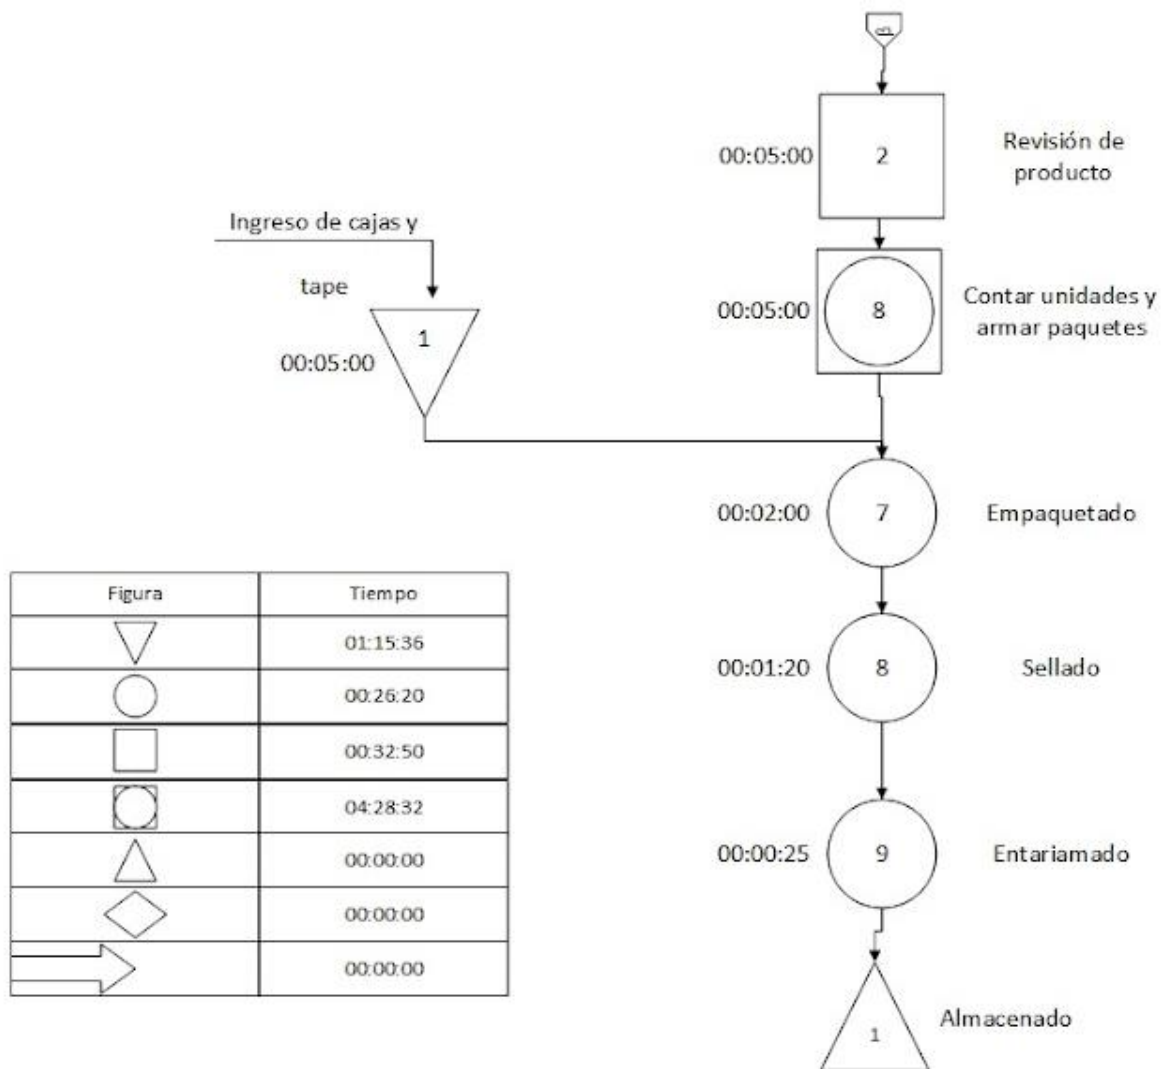 B
00:05:00
2
Revisión de
producto
Ingreso de cajas y
tape
1
00:05:00
00:05:00
8
Contar unidades y
armar paquetes
00:02:00
7
Empaquetado
00:01:20
8
Sellado
00:00:25
9
Entariamado
1
Almacenado
Figura Tiempo
01:15:36
00:26:20
00:32:50
04:28:32
00:00:00
00:00:00
00:00:00